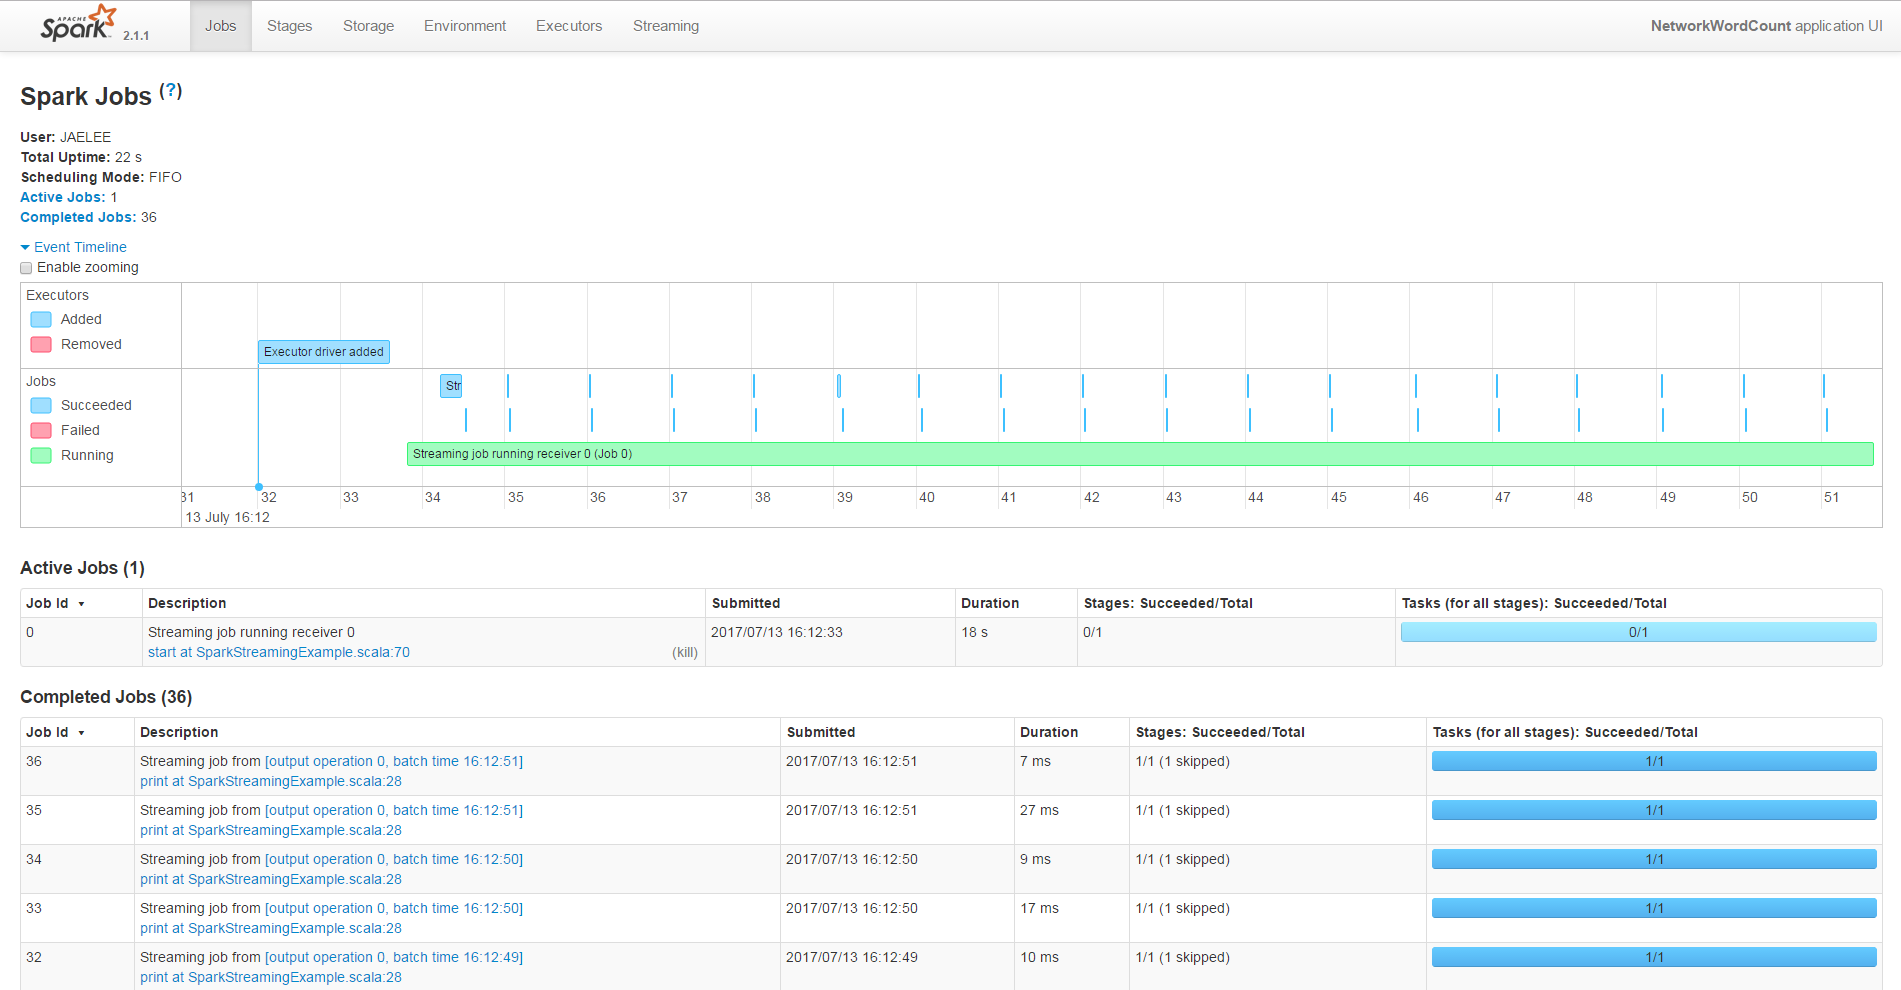 APACHE Spark 2.1.1 Jobs Stages Storage Environment Executors Streaming NetworkWordCount application UI
Spark Jobs (?)
User: JAELEE
Total Uptime: 22 s
Scheduling Mode: FIFO
Active Jobs: 1
Completed Jobs: 36
Event Timeline
Enable zooming
Executors
Added
Removed
Executor driver added
Jobs
Succeeded
Failed
Running
Str
Streaming job running receiver 0 (Job 0)
31 32 33 34 35 36 37 38 39 40 41 42 43 44 45 46 47 48 49 50 51
13 July 16:12
Active Jobs (1)
Job Id Description Submitted Duration Stages: Succeeded/Total Tasks (for all stages): Succeeded/Total
0 Streaming job running receiver 0 2017/07/13 16:12:33 18 s 0/1 0/1
start at SparkStreamingExample.scala:70 (kill)
Completed Jobs (36)
Job Id Description Submitted Duration Stages: Succeeded/Total Tasks (for all stages): Succeeded/Total
36 Streaming job from [output operation 0, batch time 16:12:51] 2017/07/13 16:12:51 7 ms 1/1 (1 skipped) 1/1
print at SparkStreamingExample.scala:28
35 Streaming job from [output operation 0, batch time 16:12:51] 2017/07/13 16:12:51 27 ms 1/1 (1 skipped) 1/1
print at SparkStreamingExample.scala:28
34 Streaming job from [output operation 0, batch time 16:12:50] 2017/07/13 16:12:50 9 ms 1/1 (1 skipped) 1/1
print at SparkStreamingExample.scala:28
33 Streaming job from [output operation 0, batch time 16:12:50] 2017/07/13 16:12:50 17 ms 1/1 (1 skipped) 1/1
print at SparkStreamingExample.scala:28
32 Streaming job from [output operation 0, batch time 16:12:49] 2017/07/13 16:12:49 10 ms 1/1 (1 skipped) 1/1
print at SparkStreamingExample.scala:28